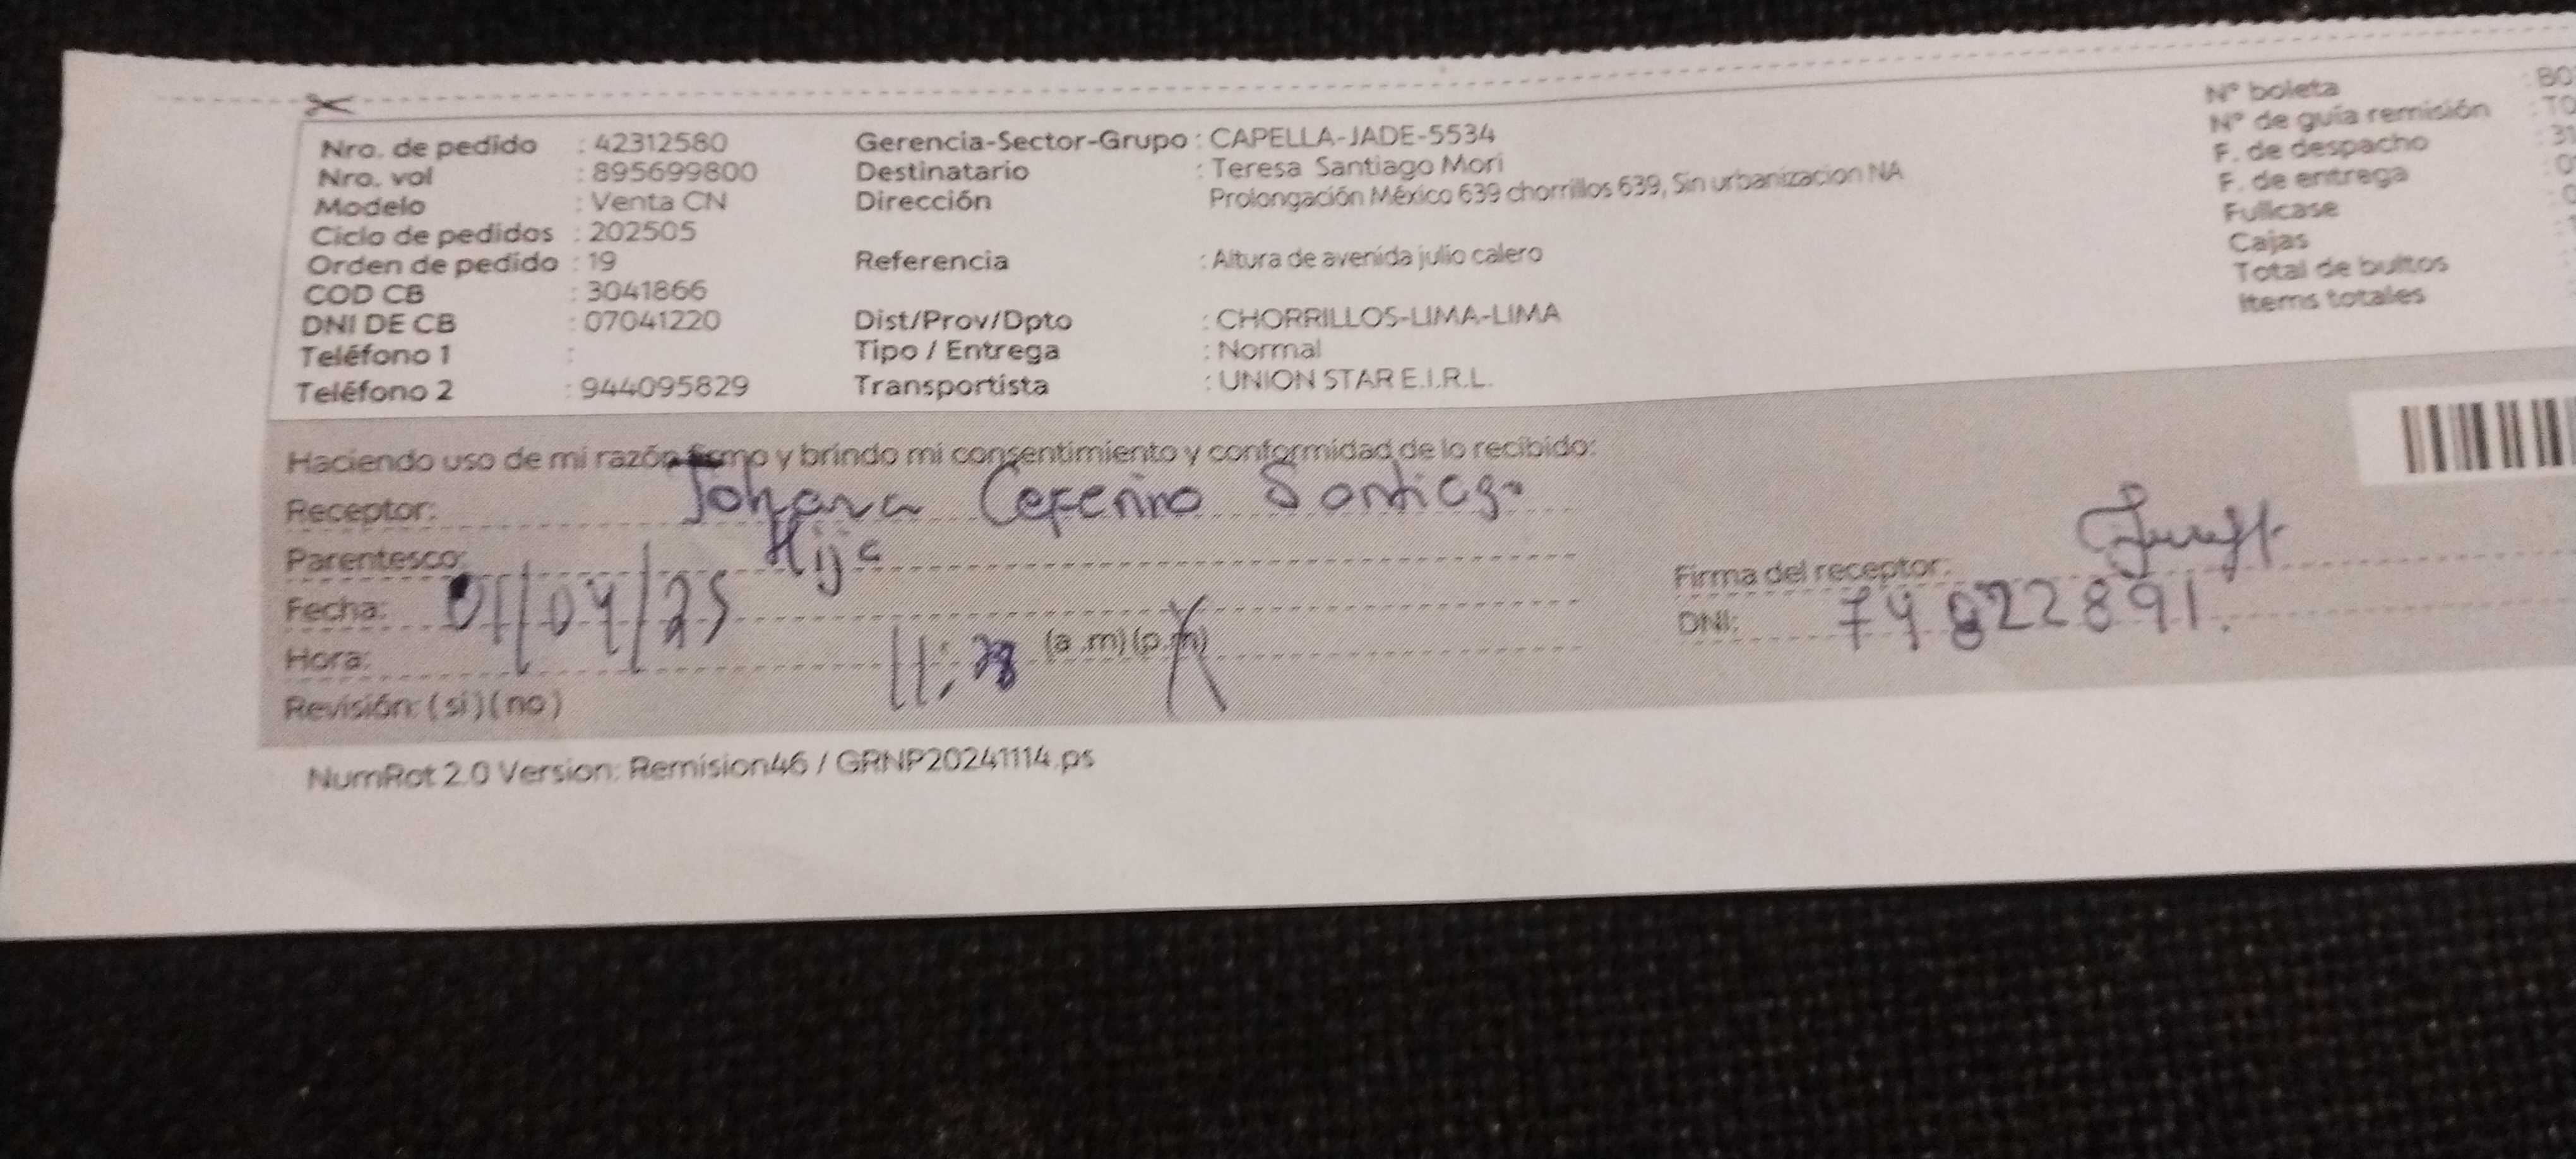 Nro. de pedido : 42312580 Gerencia-Sector-Grupo : CAPELLA-JADE-5534 N° boleta : B0
Nro. vol : 895699800 Destinatario : Teresa Santiago Mori N° de guía remisión : T0
Modelo : Venta CN Dirección Prolongación México 639 chorrillos 639, Sin urbanizacion NA F. de despacho
Ciclo de pedidos : 202505 F. de entrega
Orden de pedido : 19 Referencia : Altura de avenida julio calero Fullcase
COD CB : 3041866 Cajas
DNI DE CB : 07041220 Dist/Prov/Dpto : CHORRILLOS-LIMA-LIMA Total de bultos
Teléfono 1 : Tipo / Entrega : Normal Items totales
Teléfono 2 : 944095829 Transportista : UNION STAR E.I.R.L.
Haciendo uso de mi razón firmo y brindo mi consentimiento y conformidad de lo recibido:
Receptor: Johana Ceferino Santiago
Parentesco: Hija
Firma del receptor:
Fecha: 01/04/25
DNI: 74822891.
Hora: 11: (a.m) (p.m)
Revisión: ( si ) ( no )
NumRot 2.0 Version: Remision46 / GRNP20241114.ps